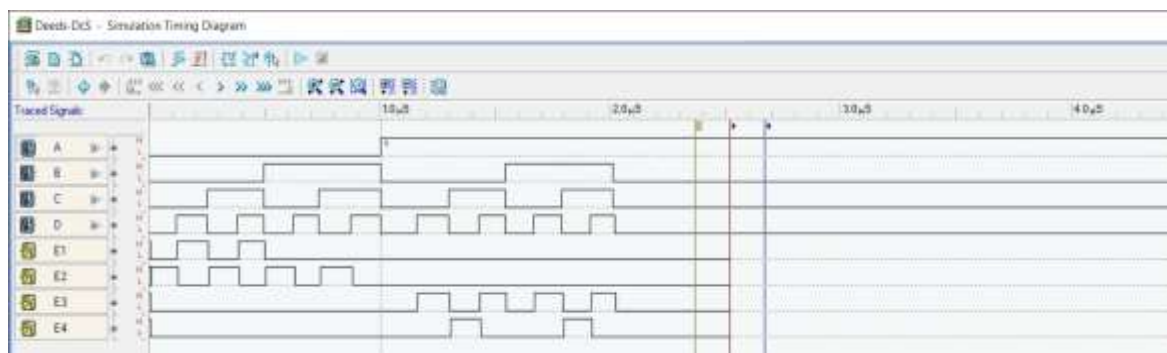 Deeds-DcS - Simulation Timing Diagram
Traced Signals:
1.0µS 2.0µS 3.0µS 4.0µS
A
B
C
D
E1
E2
E3
E4